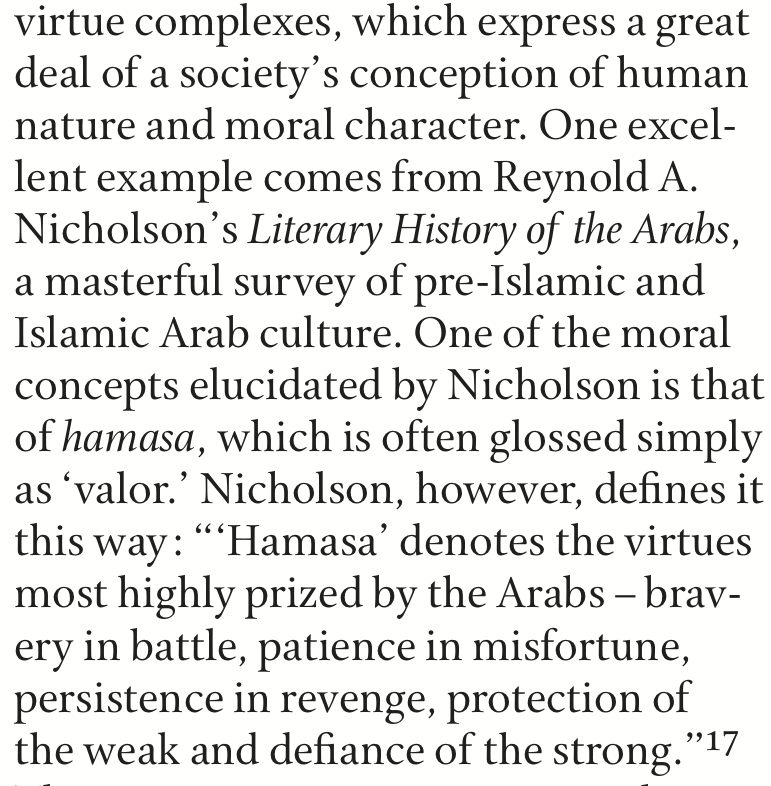 virtue complexes, which express a great
deal of a society’s conception of human
nature and moral character. One excel-
lent example comes from Reynold A.
Nicholson’s Literary History of the Arabs,
a masterful survey of pre-Islamic and
Islamic Arab culture. One of the moral
concepts elucidated by Nicholson is that
of hamasa, which is often glossed simply
as ‘valor.’ Nicholson, however, defines it
this way: “‘Hamasa’ denotes the virtues
most highly prized by the Arabs – brav-
ery in battle, patience in misfortune,
persistence in revenge, protection of
the weak and defiance of the strong.”17